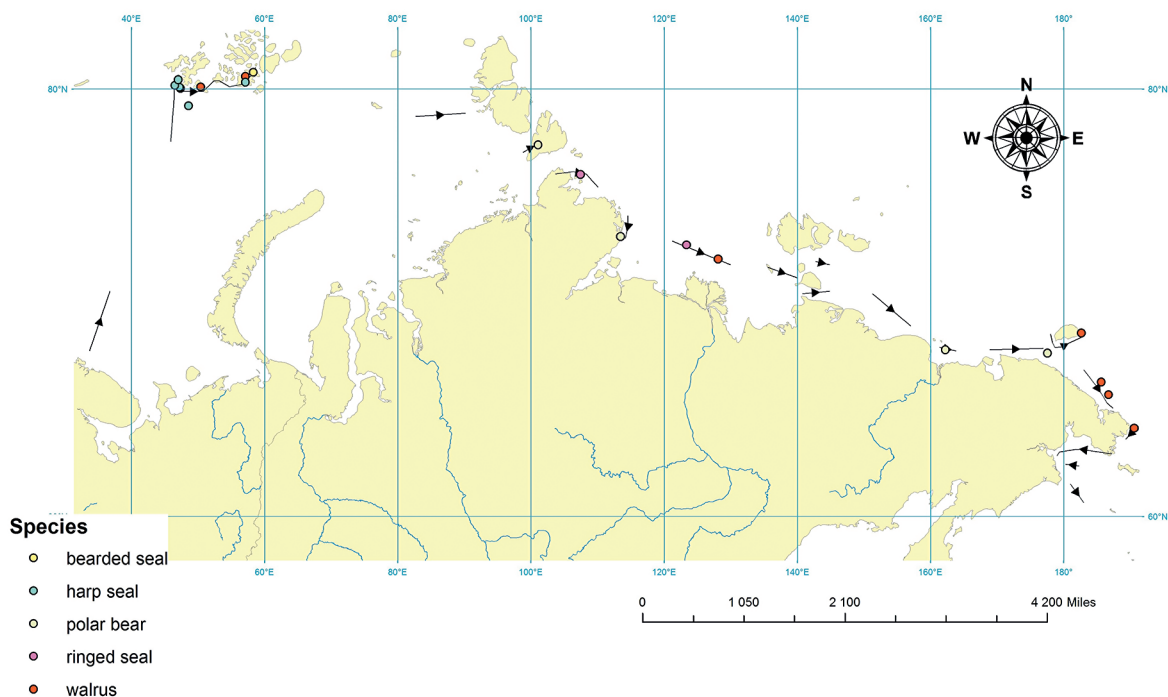 40°E 60°E 80°E 100°E 120°E 140°E 160°E 180°
80°N 80°N
N
W E
S
60°N
Species
bearded seal
harp seal
polar bear
ringed seal
walrus
60°E 80°E 100°E 120°E 140°E 160°E 180°
0 1 050 2 100 4 200 Miles